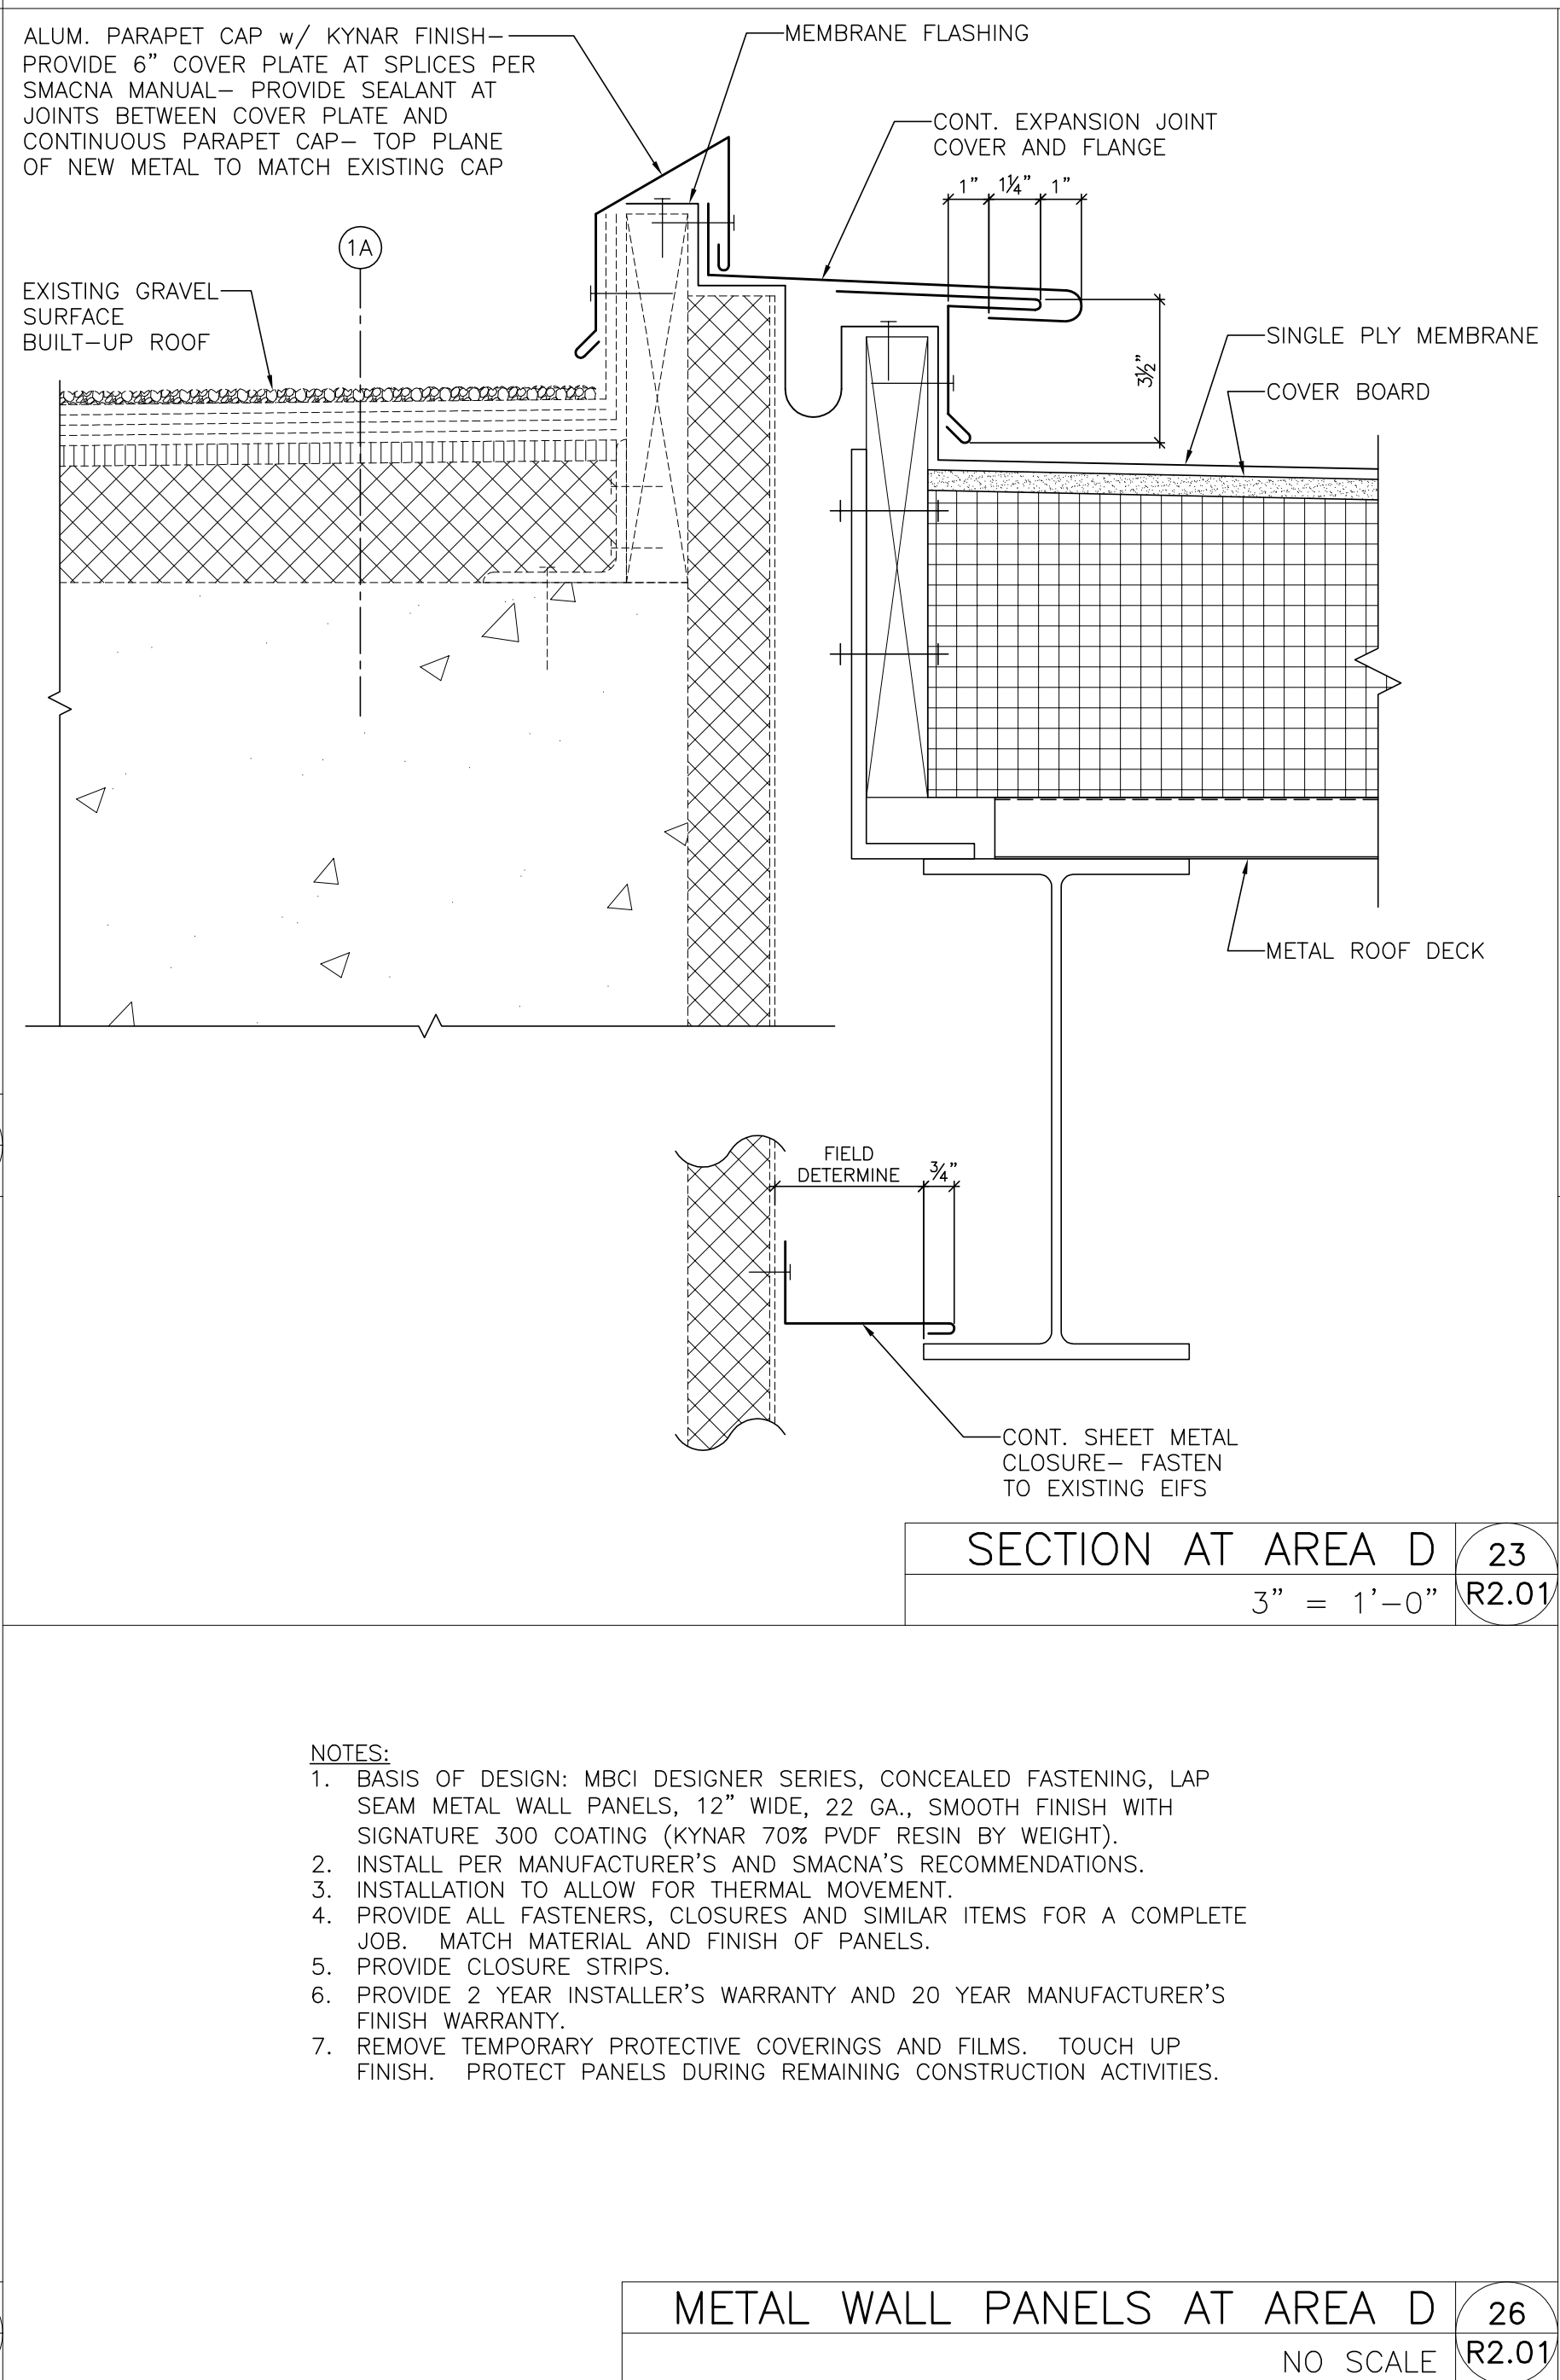 ALUM. PARAPET CAP w/ KYNAR FINISH–
PROVIDE 6" COVER PLATE AT SPLICES PER
SMACNA MANUAL– PROVIDE SEALANT AT
JOINTS BETWEEN COVER PLATE AND
CONTINUOUS PARAPET CAP– TOP PLANE
OF NEW METAL TO MATCH EXISTING CAP
MEMBRANE FLASHING
CONT. EXPANSION JOINT
COVER AND FLANGE
1" 1¼" 1"
1A
EXISTING GRAVEL
SURFACE
BUILT–UP ROOF
3½"
SINGLE PLY MEMBRANE
COVER BOARD
METAL ROOF DECK
FIELD
DETERMINE
¾"
CONT. SHEET METAL
CLOSURE– FASTEN
TO EXISTING EIFS
SECTION AT AREA D
3" = 1'–0"
23
R2.01
NOTES:
1. BASIS OF DESIGN: MBCI DESIGNER SERIES, CONCEALED FASTENING, LAP
SEAM METAL WALL PANELS, 12" WIDE, 22 GA., SMOOTH FINISH WITH
SIGNATURE 300 COATING (KYNAR 70% PVDF RESIN BY WEIGHT).
2. INSTALL PER MANUFACTURER'S AND SMACNA'S RECOMMENDATIONS.
3. INSTALLATION TO ALLOW FOR THERMAL MOVEMENT.
4. PROVIDE ALL FASTENERS, CLOSURES AND SIMILAR ITEMS FOR A COMPLETE
JOB. MATCH MATERIAL AND FINISH OF PANELS.
5. PROVIDE CLOSURE STRIPS.
6. PROVIDE 2 YEAR INSTALLER'S WARRANTY AND 20 YEAR MANUFACTURER'S
FINISH WARRANTY.
7. REMOVE TEMPORARY PROTECTIVE COVERINGS AND FILMS. TOUCH UP
FINISH. PROTECT PANELS DURING REMAINING CONSTRUCTION ACTIVITIES.
METAL WALL PANELS AT AREA D
NO SCALE
26
R2.01